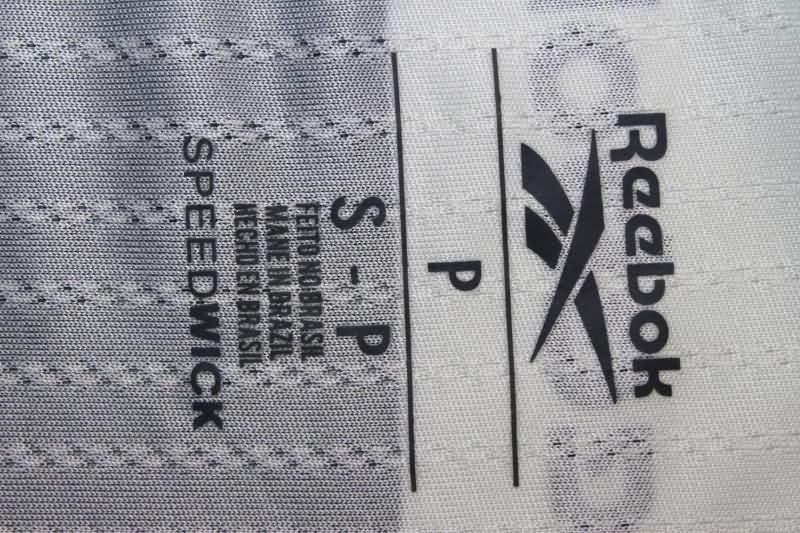 Reebok
P
S - P
FEITO NO BRASIL
MANE IN BRAZIL
HECHO EN BRASIL
SPEEDWICK